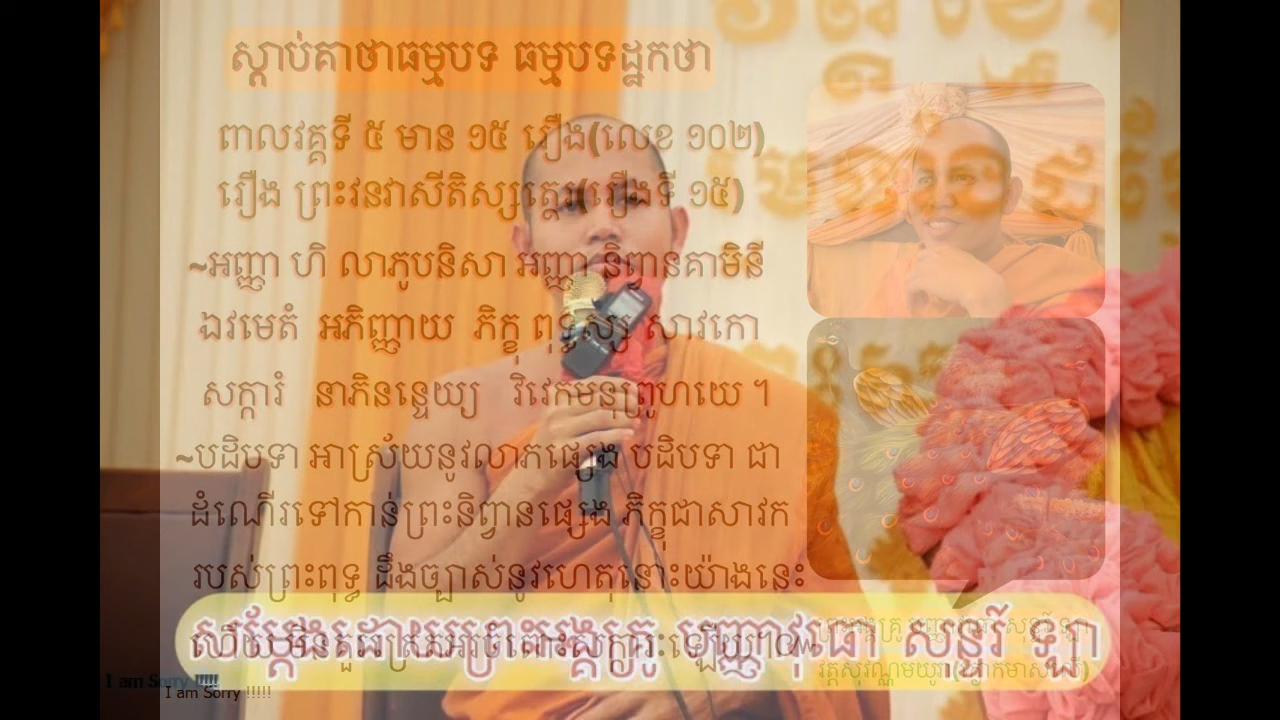 ស្តាប់គាថាធម្មបទ ធម្មបទដ្ឋកថា
ពាលវគ្គទី ៥ មាន ១៥ រឿង(លេខ ១០២)
រឿង ព្រះវនវាសីតិស្សត្ថេរ(រឿងទី ១៥)
~អញ្ញា ហិ លាភូបនិសា អញ្ញា និព្វានគាមិនី
ឯវមេតំ អភិញ្ញាយ ភិក្ខុ ពុទ្ធស្ស សាវកោ
សក្ការំ នាភិនន្ទេយ្យ វិវេកមនុព្រូហយេ ។
~បដិបទា អាស្រ័យនូវលាភផ្សេង បដិបទា ជា
ដំណើរទៅកាន់ព្រះនិព្វានផ្សេង ភិក្ខុជាសាវក
របស់ព្រះពុទ្ធ ដឹងច្បាស់នូវហេតុនោះយ៉ាងនេះ
សន្ធរ៍ ឡា
I am Sorry !!!!!
I am Sorry !!!!!